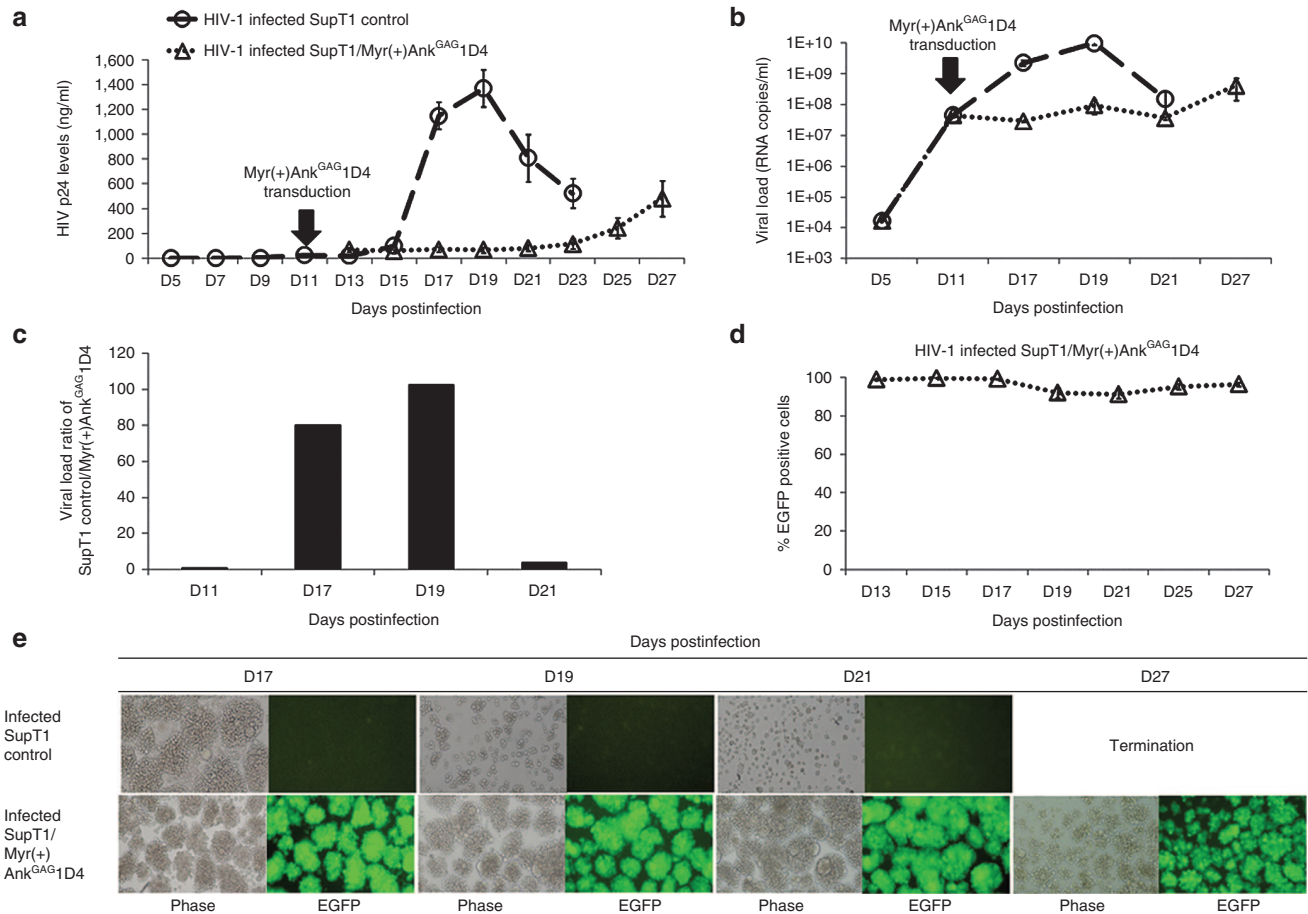 a
HIV-1 infected SupT1 control
HIV-1 infected SupT1/Myr(+)Ank^GAG1D4
HIV p24 levels (ng/ml)
1,600
1,400
1,200
1,000
800
600
400
200
0
Myr(+)Ank^GAG1D4
transduction
D5 D7 D9 D11 D13 D15 D17 D19 D21 D23 D25 D27
Days postinfection
b
Myr(+)Ank^GAG1D4
transduction
Viral load (RNA copies/ml)
1E+10
1E+09
1E+08
1E+07
1E+06
1E+05
1E+04
1E+03
D5 D11 D17 D19 D21 D27
Days postinfection
c
Viral load ratio of
SupT1 control/Myr(+)Ank^GAG1D4
120
100
80
60
40
20
0
D11 D17 D19 D21
Days postinfection
d
HIV-1 infected SupT1/Myr(+)Ank^GAG1D4
% EGFP positive cells
100
80
60
40
20
0
D13 D15 D17 D19 D21 D25 D27
Days postinfection
e
Days postinfection
D17 D19 D21 D27
Infected
SupT1
control
Termination
Infected
SupT1/
Myr(+)
Ank^GAG1D4
Phase EGFP Phase EGFP Phase EGFP Phase EGFP